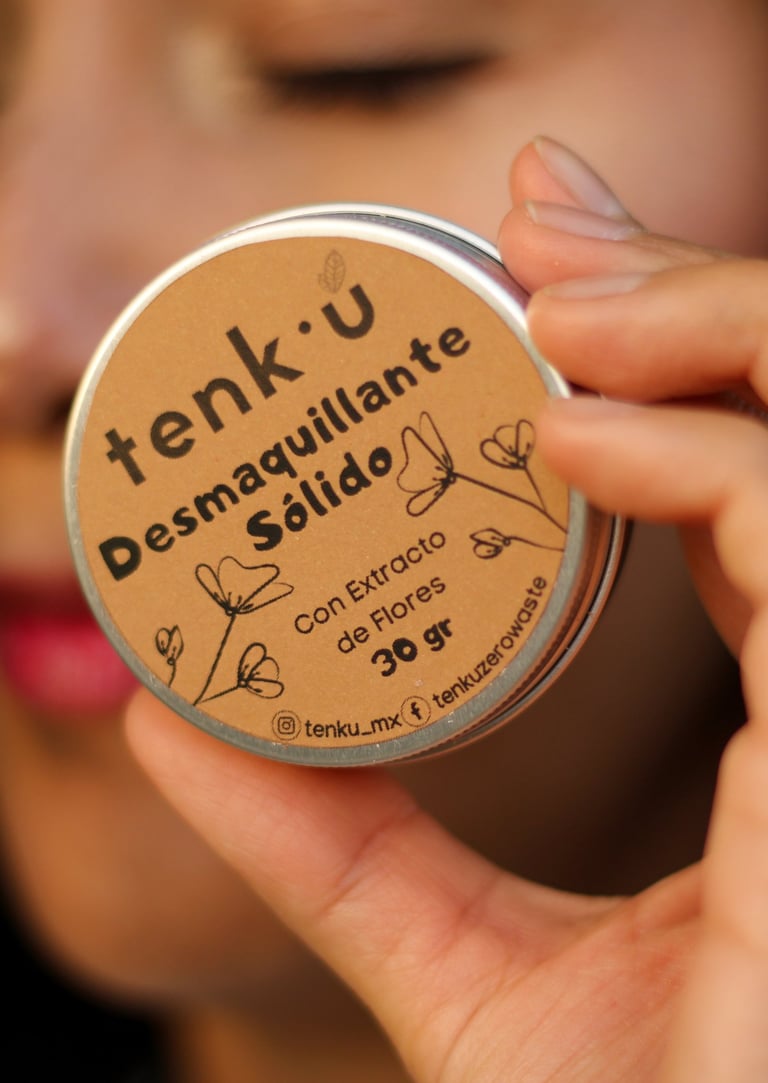 tenk·u
Desmaquillante
Sólido
Con Extracto
de Flores
30 gr
tenku_mx
tenkuzerowaste